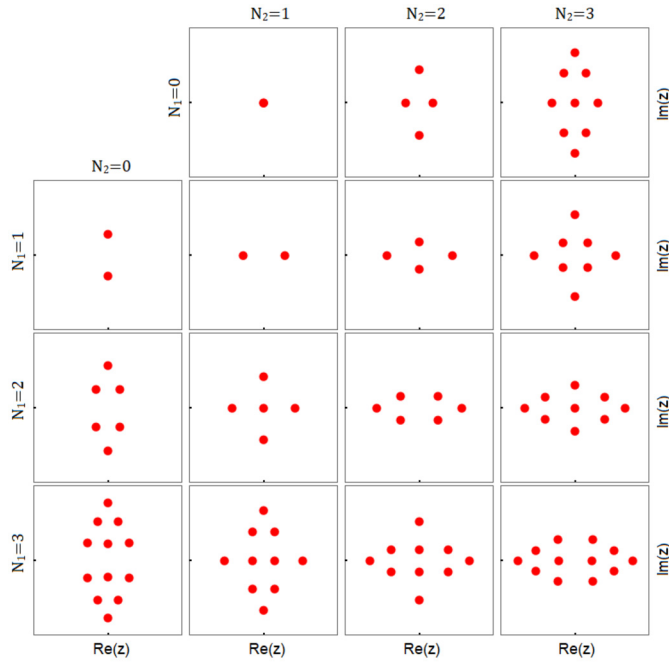 N₂=1 N₂=2 N₂=3
N₁=0
Im(z)
N₂=0
N₁=1
Im(z)
N₁=2
Im(z)
N₁=3
Im(z)
Re(z) Re(z) Re(z) Re(z)